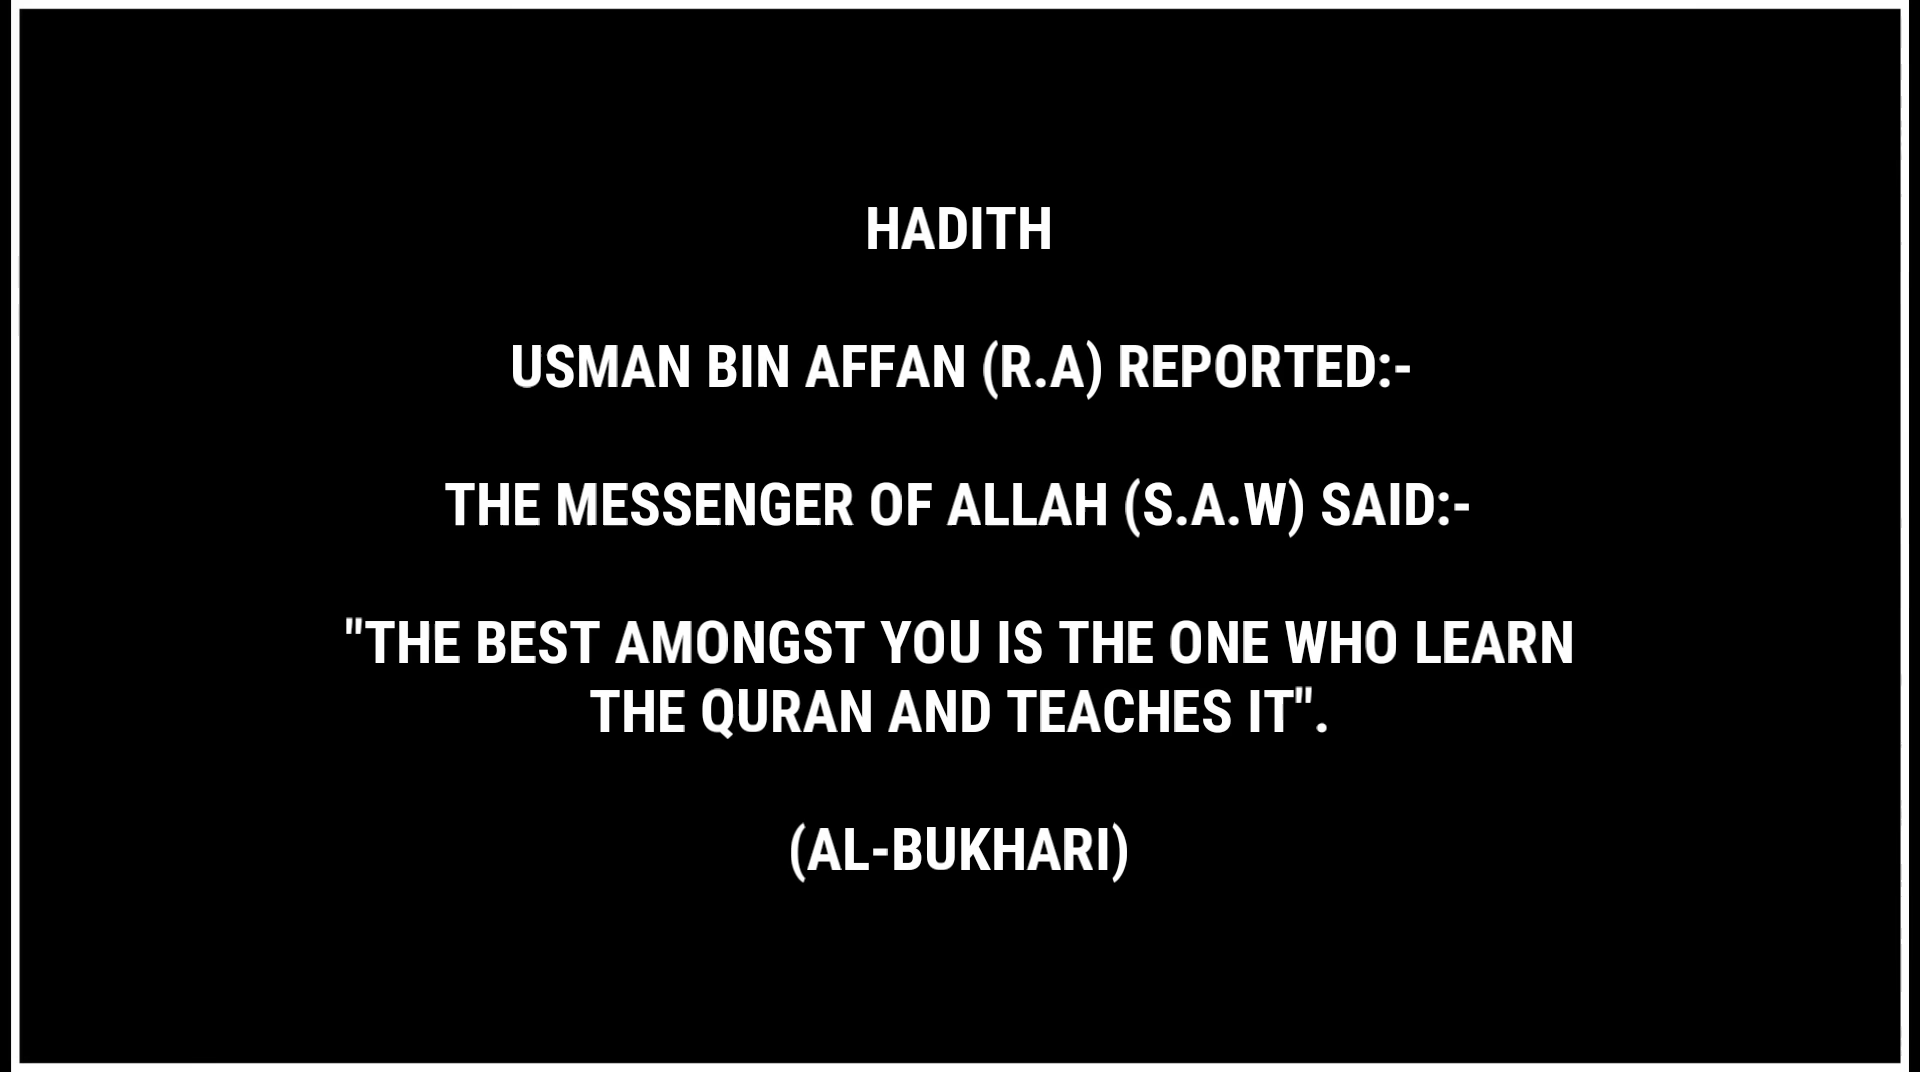 HADITH
USMAN BIN AFFAN (R.A) REPORTED:-
THE MESSENGER OF ALLAH (S.A.W) SAID:-
"THE BEST AMONGST YOU IS THE ONE WHO LEARN
THE QURAN AND TEACHES IT".
(AL-BUKHARI)